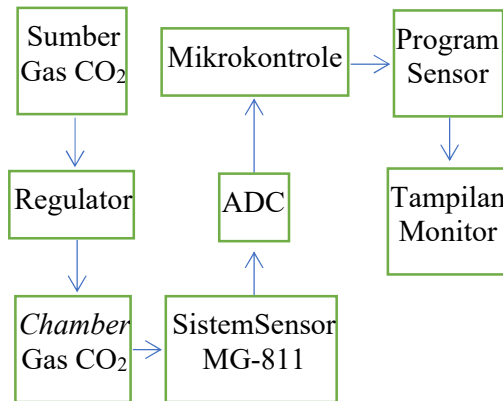 Sumber
Gas CO₂
Regulator
Chamber
Gas CO₂
SistemSensor
MG-811
ADC
Mikrokontrole
Program
Sensor
Tampilan
Monitor